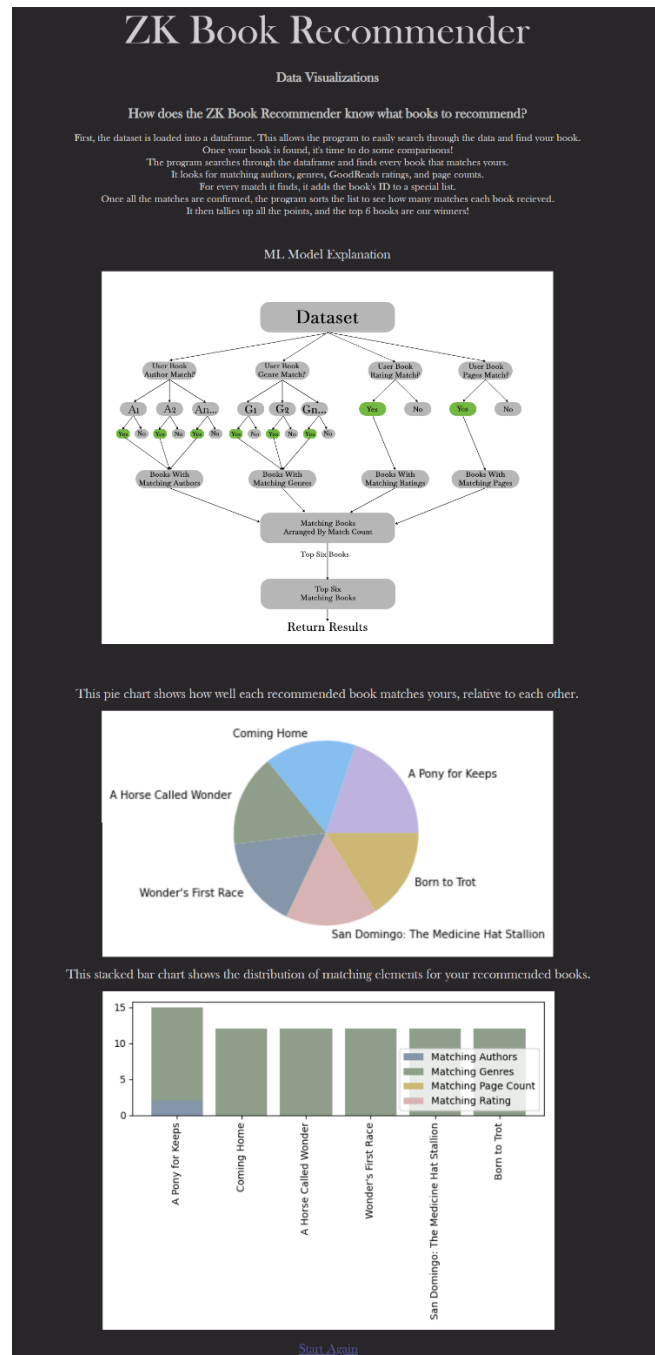 ZK Book Recommender
Data Visualizations
How does the ZK Book Recommender know what books to recommend?
First, the dataset is loaded into a dataframe. This allows the program to easily search through the data and find your book.
Once your book is found, it's time to do some comparisons!
The program searches through the dataframe and finds every book that matches yours.
It looks for matching authors, genres, GoodReads ratings, and page counts.
For every match it finds, it adds the book's ID to a special list.
Once all the matches are confirmed, the program sorts the list to see how many matches each book recieved.
It then tallies up all the points, and the top 6 books are our winners!
ML Model Explanation
Dataset
User Book
Author Match?
User Book
Genre Match?
User Book
Rating Match?
User Book
Pages Match?
A1
A2
An...
G1
G2
Gn...
Yes
No
Yes
No
Yes
No
Yes
No
Yes
No
Yes
No
Yes
No
Yes
No
Books With
Matching Authors
Books With
Matching Genres
Books With
Matching Ratings
Books With
Matching Pages
Matching Books
Arranged By Match Count
Top Six Books
Top Six
Matching Books
Return Results
This pie chart shows how well each recommended book matches yours, relative to each other.
Coming Home
A Pony for Keeps
A Horse Called Wonder
Wonder's First Race
Born to Trot
San Domingo: The Medicine Hat Stallion
This stacked bar chart shows the distribution of matching elements for your recommended books.
15
10
5
0
Matching Authors
Matching Genres
Matching Page Count
Matching Rating
A Pony for Keeps
Coming Home
A Horse Called Wonder
Wonder's First Race
San Domingo: The Medicine Hat Stallion
Born to Trot
Start Again